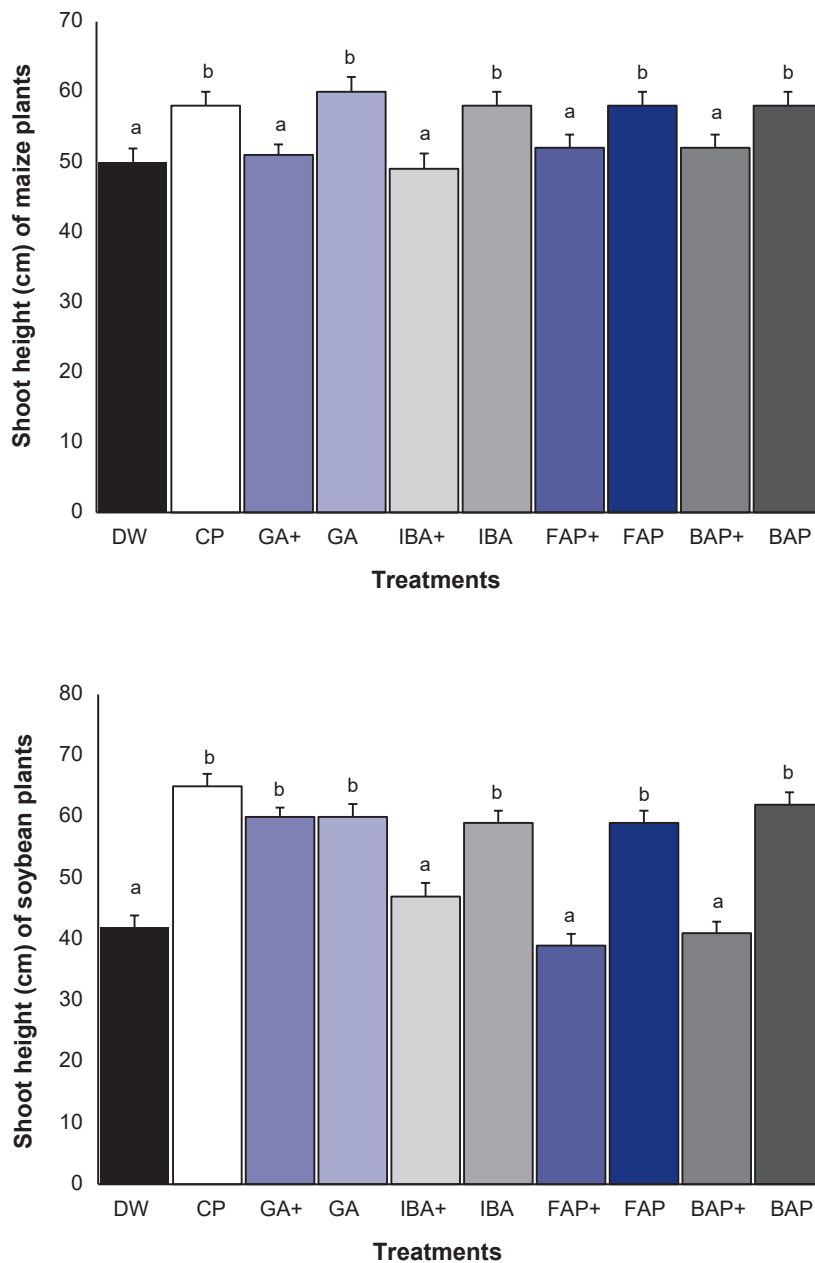 Shoot height (cm) of maize plants
70
60
50
40
30
20
10
0
a
b
a
b
a
b
a
b
a
b
DW CP GA+ GA IBA+ IBA FAP+ FAP BAP+ BAP
Treatments
Shoot height (cm) of soybean plants
80
70
60
50
40
30
20
10
0
a
b
b
b
a
b
a
b
a
b
DW CP GA+ GA IBA+ IBA FAP+ FAP BAP+ BAP
Treatments